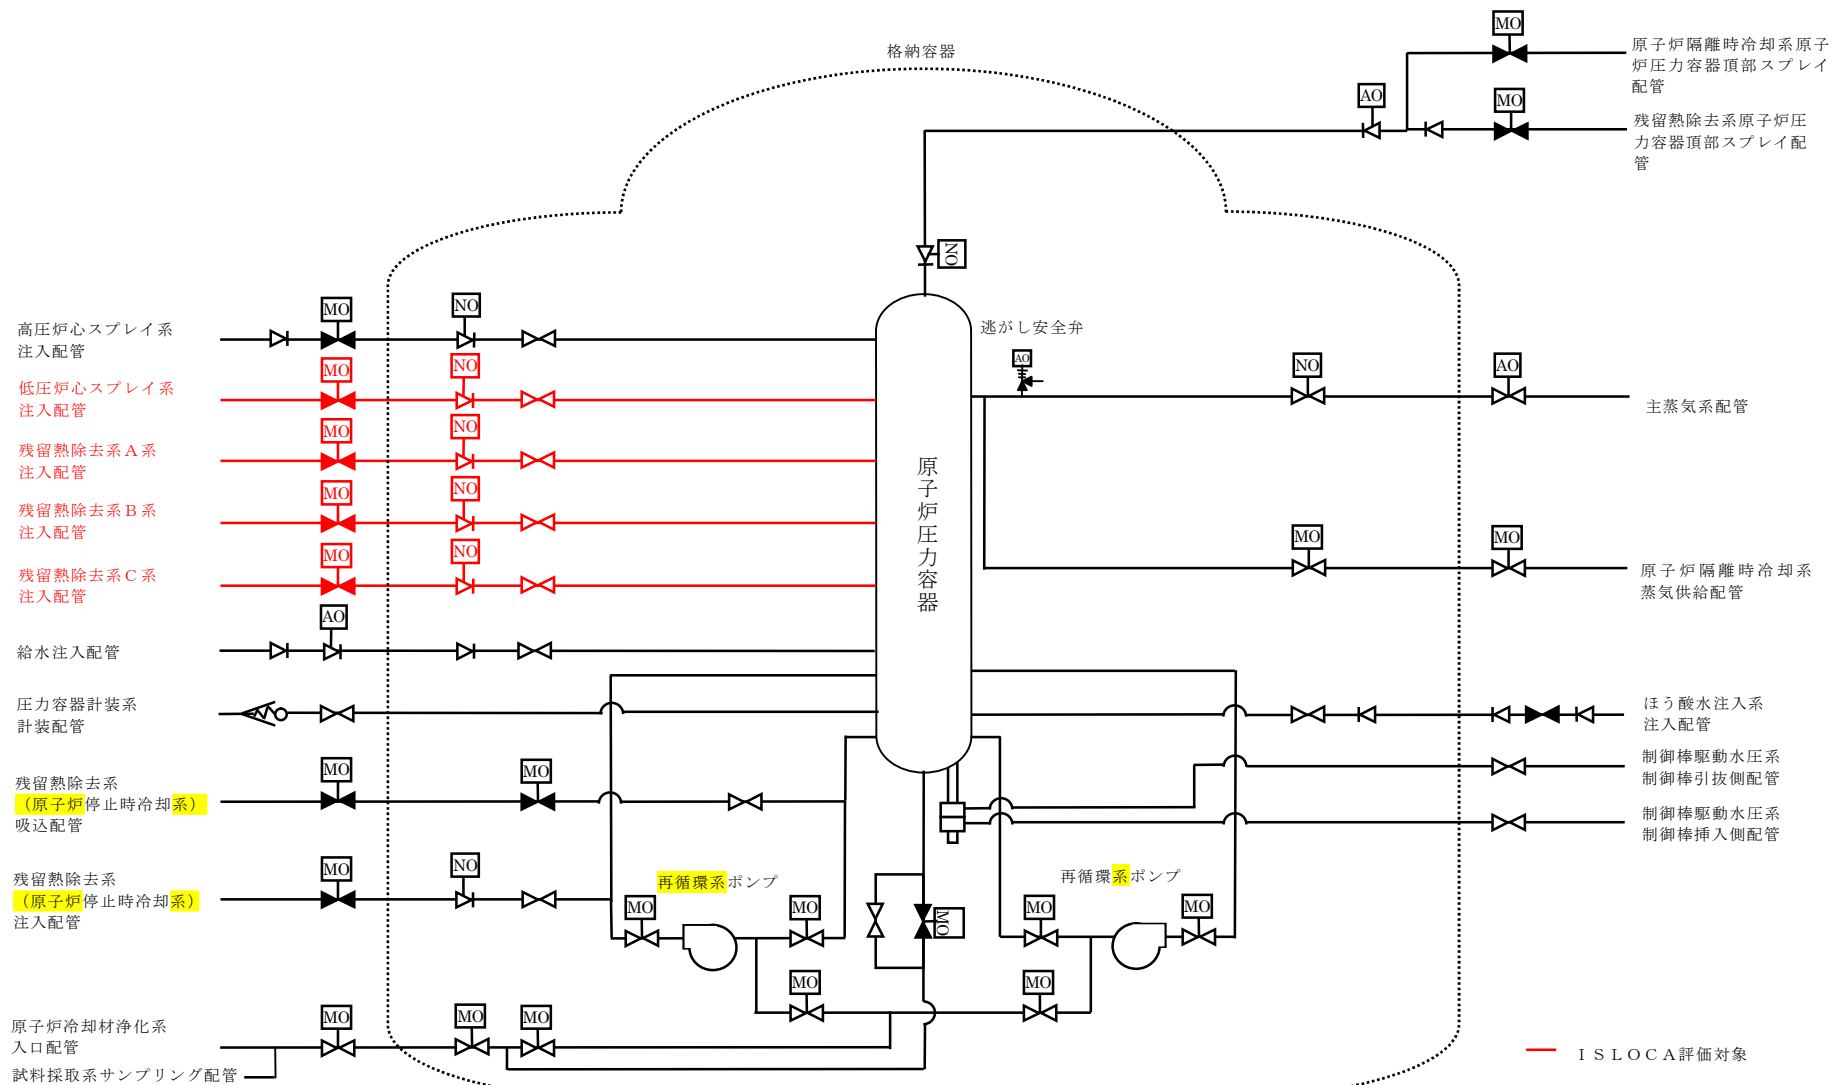 格納容器
MO
原子炉隔離時冷却系原子
炉圧力容器頂部スプレイ
配管
AO
MO
残留熱除去系原子炉圧
力容器頂部スプレイ配
管
NO
高圧炉心スプレイ系
注入配管
MO
NO
低圧炉心スプレイ系
注入配管
MO
NO
残留熱除去系A系
注入配管
MO
NO
残留熱除去系B系
注入配管
MO
NO
残留熱除去系C系
注入配管
MO
NO
給水注入配管
AO
圧力容器計装系
計装配管
残留熱除去系
（原子炉停止時冷却系）
吸込配管
MO
MO
残留熱除去系
（原子炉停止時冷却系）
注入配管
MO
NO
原子炉冷却材浄化系
入口配管
MO
MO
MO
試料採取系サンプリング配管
原子炉圧力容器
逃がし安全弁
AO
NO
AO
主蒸気系配管
MO
MO
原子炉隔離時冷却系
蒸気供給配管
ほう酸水注入系
注入配管
制御棒駆動水圧系
制御棒引抜側配管
制御棒駆動水圧系
制御棒挿入側配管
再循環系ポンプ
MO
MO
MO
MO
再循環系ポンプ
MO
MO
MO
ISLOCA評価対象